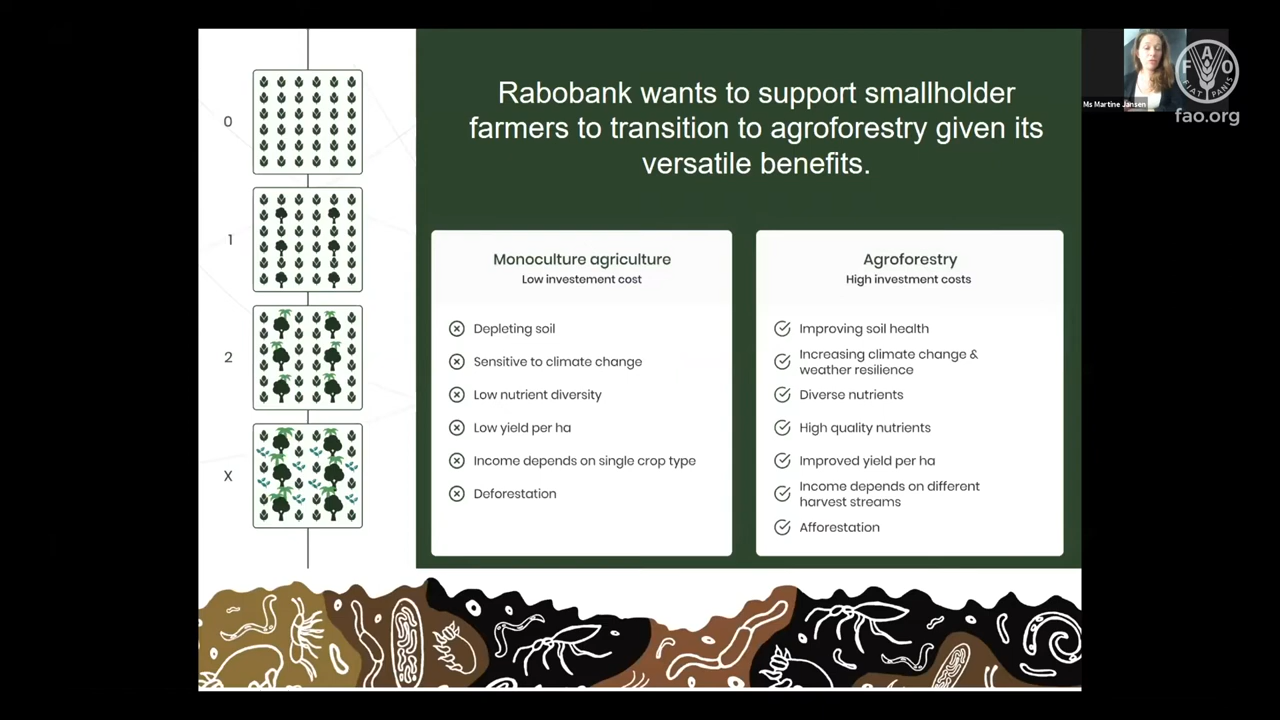 Rabobank wants to support smallholder
farmers to transition to agroforestry given its
versatile benefits.
0
1
2
X
Monoculture agriculture
Low investement cost
Depleting soil
Sensitive to climate change
Low nutrient diversity
Low yield per ha
Income depends on single crop type
Deforestation
Agroforestry
High investment costs
Improving soil health
Increasing climate change &
weather resilience
Diverse nutrients
High quality nutrients
Improved yield per ha
Income depends on different
harvest streams
Afforestation
Ms Martine Jansen
F A O
FIAT PANIS
fao.org